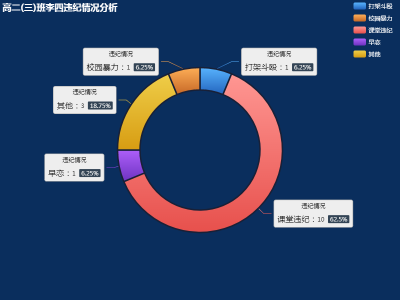 高二(三)班李四违纪情况分析
打架斗殴
校园暴力
课堂违纪
早恋
其他
违纪情况
校园暴力：1 6.25%
违纪情况
打架斗殴：1 6.25%
违纪情况
其他：3 18.75%
违纪情况
早恋：1 6.25%
违纪情况
课堂违纪：10 62.5%